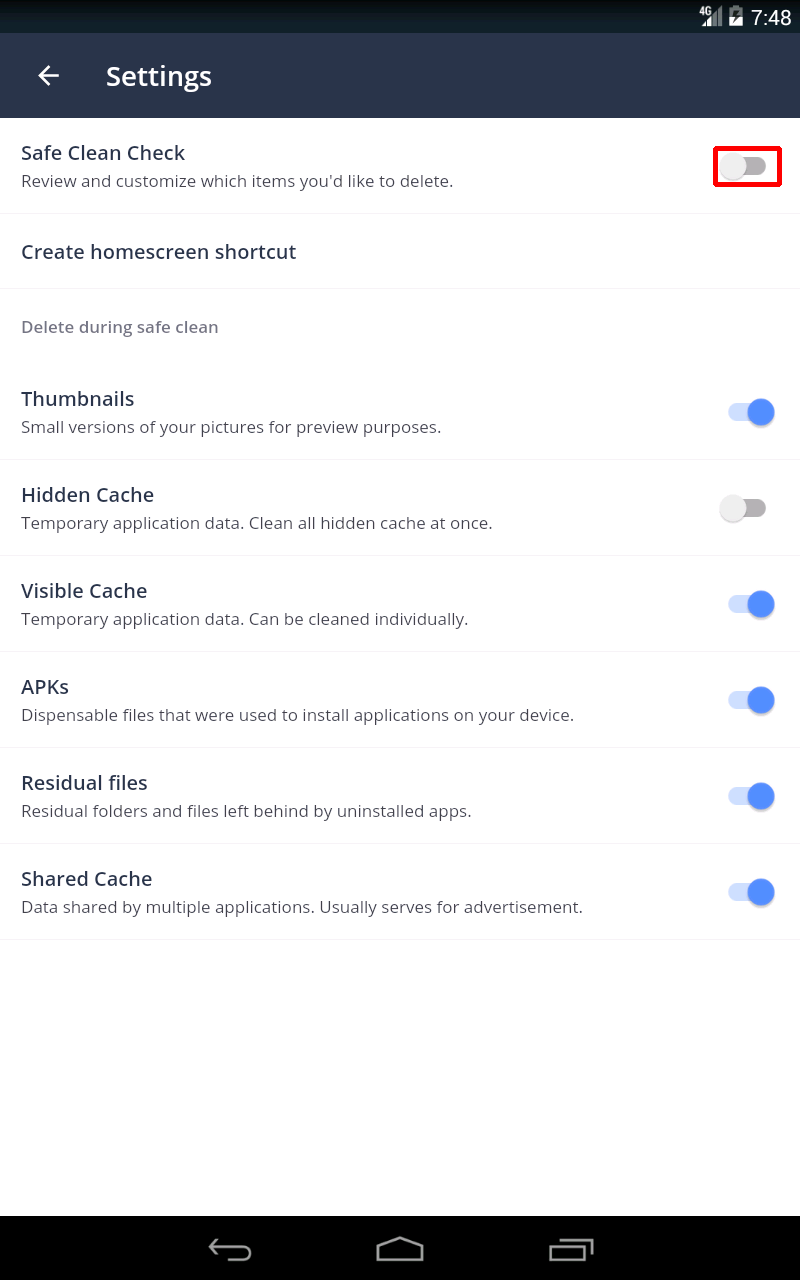 4G 7:48
Settings
Safe Clean Check
Review and customize which items you'd like to delete.
Create homescreen shortcut
Delete during safe clean
Thumbnails
Small versions of your pictures for preview purposes.
Hidden Cache
Temporary application data. Clean all hidden cache at once.
Visible Cache
Temporary application data. Can be cleaned individually.
APKs
Dispensable files that were used to install applications on your device.
Residual files
Residual folders and files left behind by uninstalled apps.
Shared Cache
Data shared by multiple applications. Usually serves for advertisement.